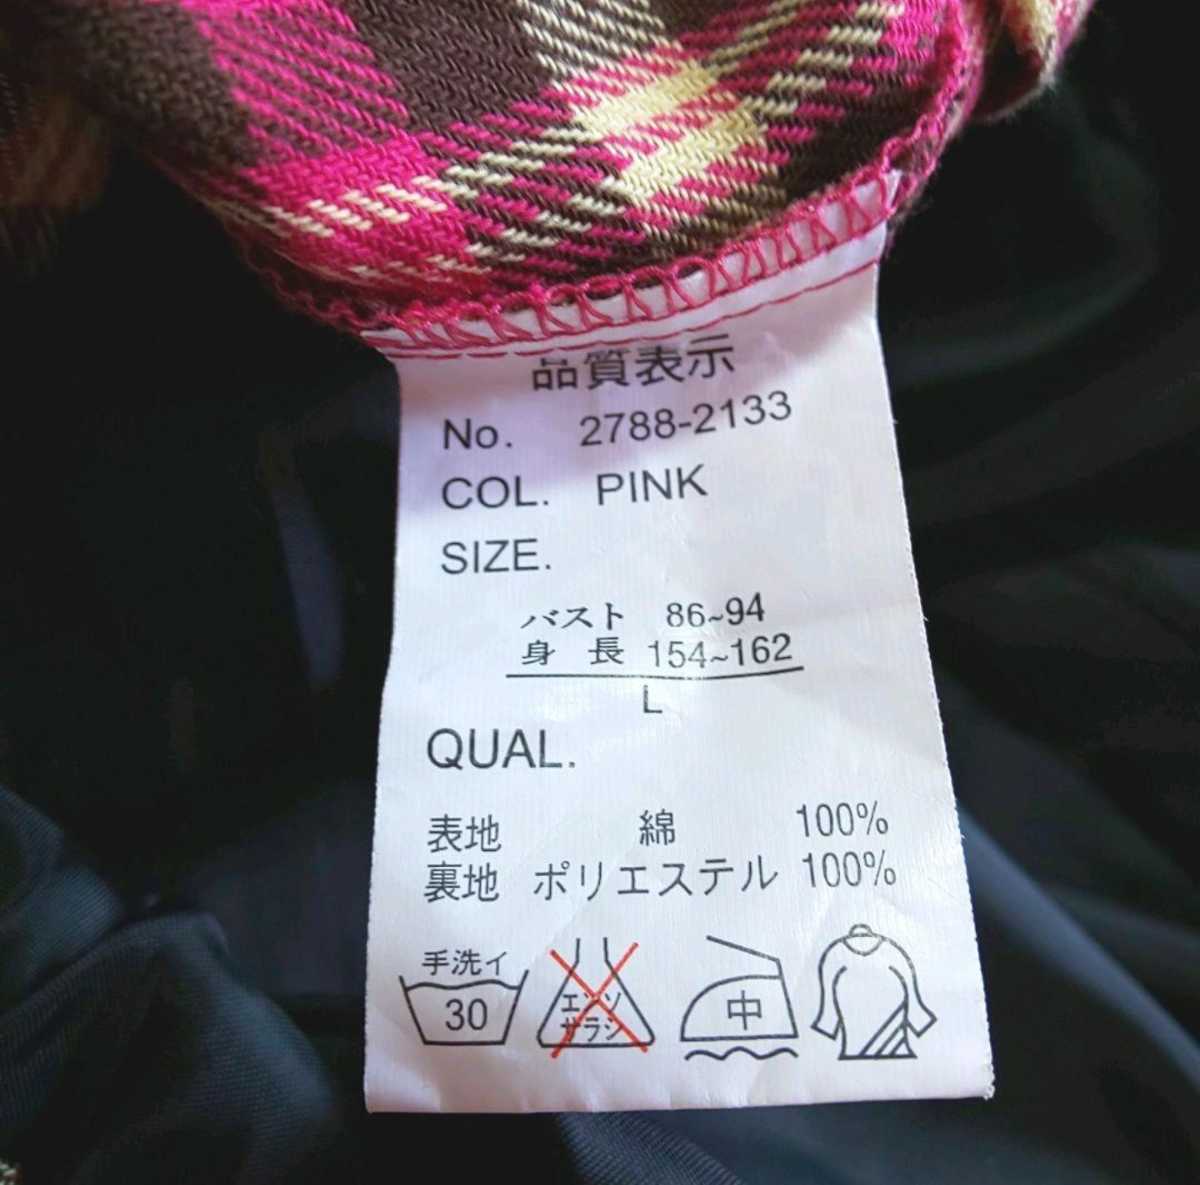 品質表示
No. 2788-2133
COL. PINK
SIZE.
バスト 86~94
身 長 154~162
L
QUAL.
表地 綿 100%
裏地 ポリエステル 100%
手洗イ
30
エンソ
サラシ
中